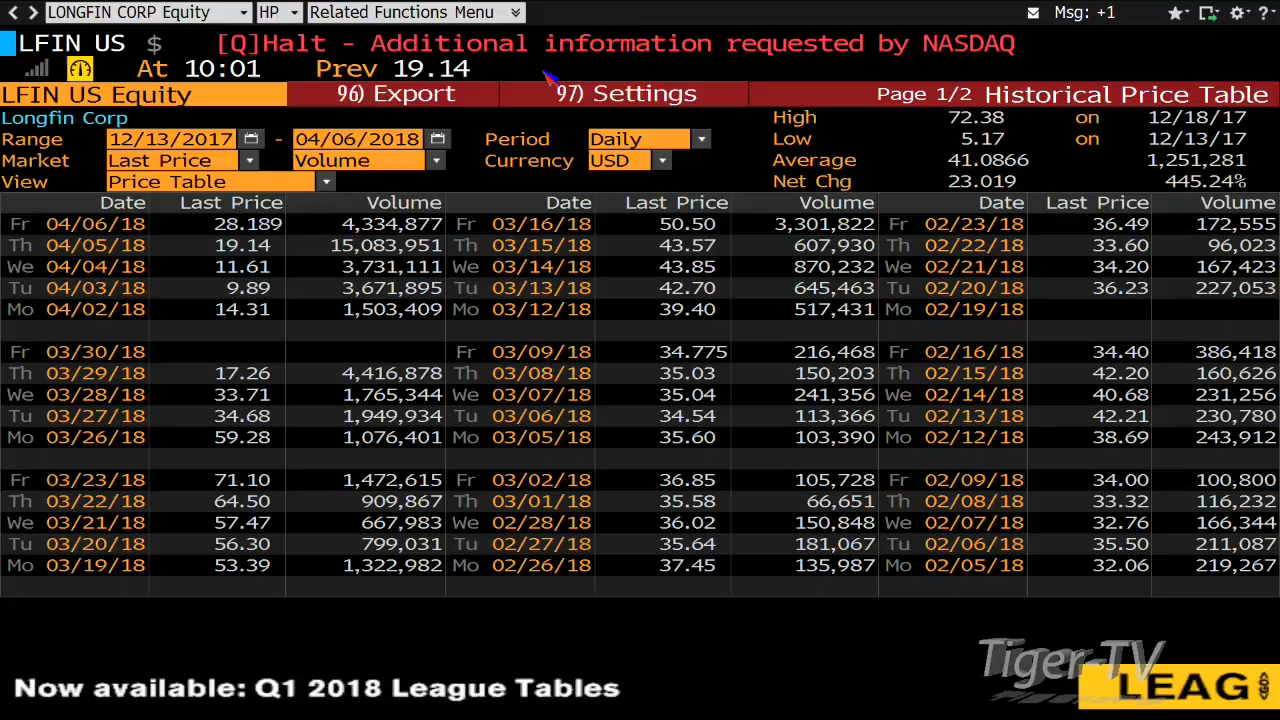 LONGFIN CORP Equity HP Related Functions Menu Msg: +1
LFIN US $ [Q]Halt - Additional information requested by NASDAQ
At 10:01 Prev 19.14
LFIN US Equity 96) Export 97) Settings Page 1/2 Historical Price Table
Longfin Corp High 72.38 on 12/18/17
Range 12/13/2017 - 04/06/2018 Period Daily Low 5.17 on 12/13/17
Market Last Price Volume Currency USD Average 41.0866 1,251,281
View Price Table Net Chg 23.019 445.24%
Date Last Price Volume Date Last Price Volume Date Last Price Volume
Fr 04/06/18 28.189 4,334,877 Fr 03/16/18 50.50 3,301,822 Fr 02/23/18 36.49 172,555
Th 04/05/18 19.14 15,083,951 Th 03/15/18 43.57 607,930 Th 02/22/18 33.60 96,023
We 04/04/18 11.61 3,731,111 We 03/14/18 43.85 870,232 We 02/21/18 34.20 167,423
Tu 04/03/18 9.89 3,671,895 Tu 03/13/18 42.70 645,463 Tu 02/20/18 36.23 227,053
Mo 04/02/18 14.31 1,503,409 Mo 03/12/18 39.40 517,431 Mo 02/19/18
Fr 03/30/18 Fr 03/09/18 34.775 216,468 Fr 02/16/18 34.40 386,418
Th 03/29/18 17.26 4,416,878 Th 03/08/18 35.03 150,203 Th 02/15/18 42.20 160,626
We 03/28/18 33.71 1,765,344 We 03/07/18 35.04 241,356 We 02/14/18 40.68 231,256
Tu 03/27/18 34.68 1,949,934 Tu 03/06/18 34.54 113,366 Tu 02/13/18 42.21 230,780
Mo 03/26/18 59.28 1,076,401 Mo 03/05/18 35.60 103,390 Mo 02/12/18 38.69 243,912
Fr 03/23/18 71.10 1,472,615 Fr 03/02/18 36.85 105,728 Fr 02/09/18 34.00 100,800
Th 03/22/18 64.50 909,867 Th 03/01/18 35.58 66,651 Th 02/08/18 33.32 116,232
We 03/21/18 57.47 667,983 We 02/28/18 36.02 150,848 We 02/07/18 32.76 166,344
Tu 03/20/18 56.30 799,031 Tu 02/27/18 35.64 181,067 Tu 02/06/18 35.50 211,087
Mo 03/19/18 53.39 1,322,982 Mo 02/26/18 37.45 135,987 Mo 02/05/18 32.06 219,267
Tiger-TV
Now available: Q1 2018 League Tables LEAG